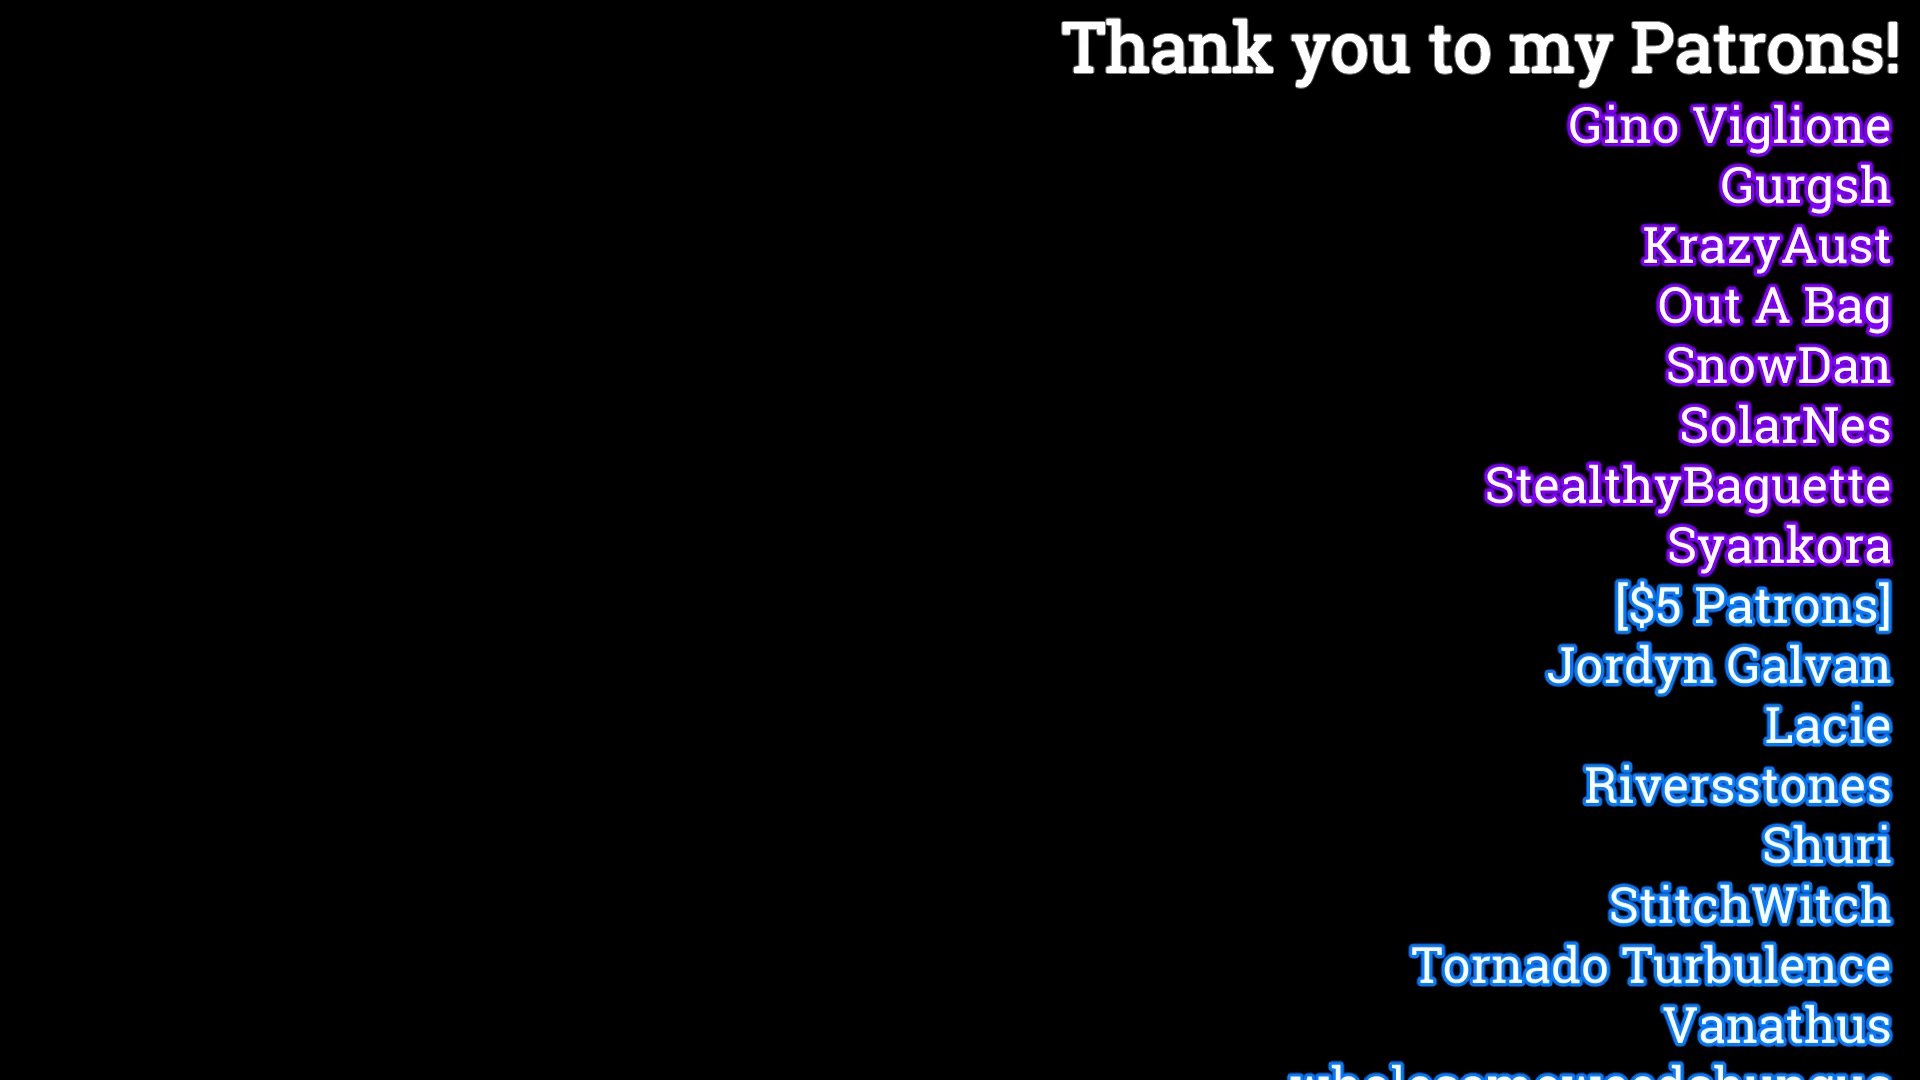 Thank you to my Patrons!
Gino Viglione
Gurgsh
KrazyAust
Out A Bag
SnowDan
SolarNes
StealthyBaguette
Syankora
[$5 Patrons]
Jordyn Galvan
Lacie
Riversstones
Shuri
StitchWitch
Tornado Turbulence
Vanathus